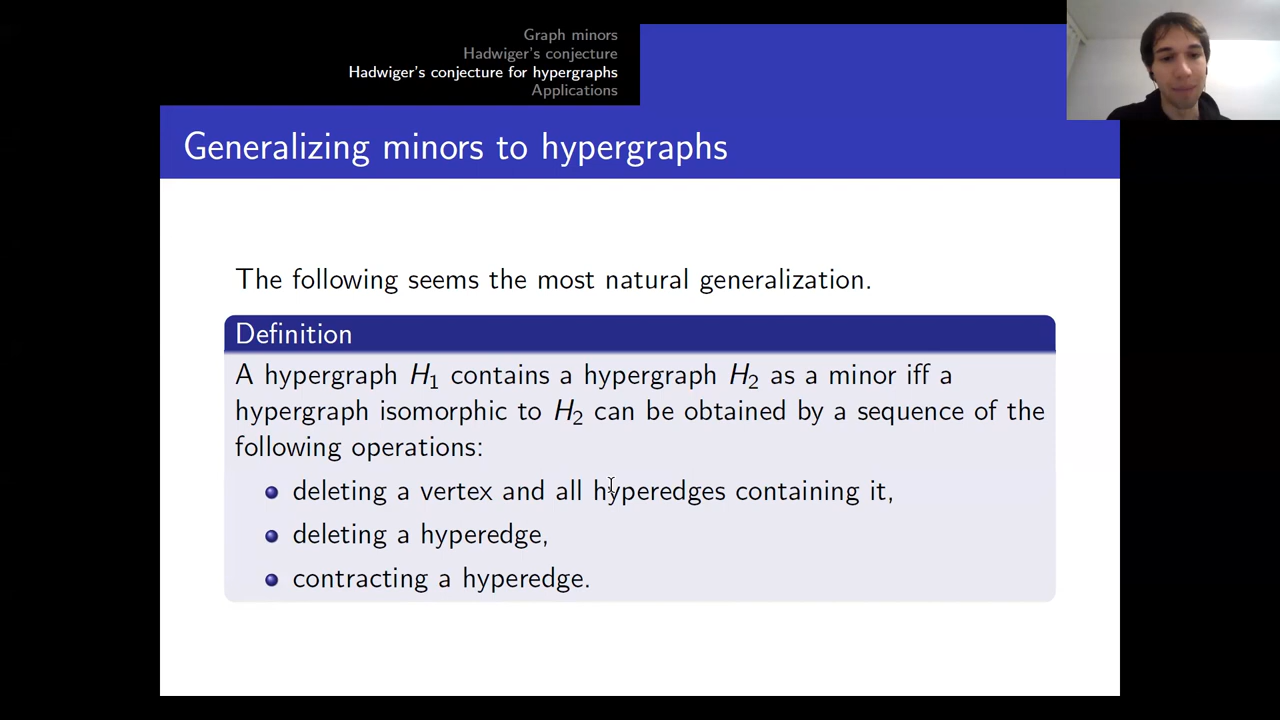 Graph minors
Hadwiger's conjecture
Hadwiger's conjecture for hypergraphs
Applications
Generalizing minors to hypergraphs
The following seems the most natural generalization.
Definition
A hypergraph H₁ contains a hypergraph H₂ as a minor iff a
hypergraph isomorphic to H₂ can be obtained by a sequence of the
following operations:
deleting a vertex and all hyperedges containing it,
deleting a hyperedge,
contracting a hyperedge.